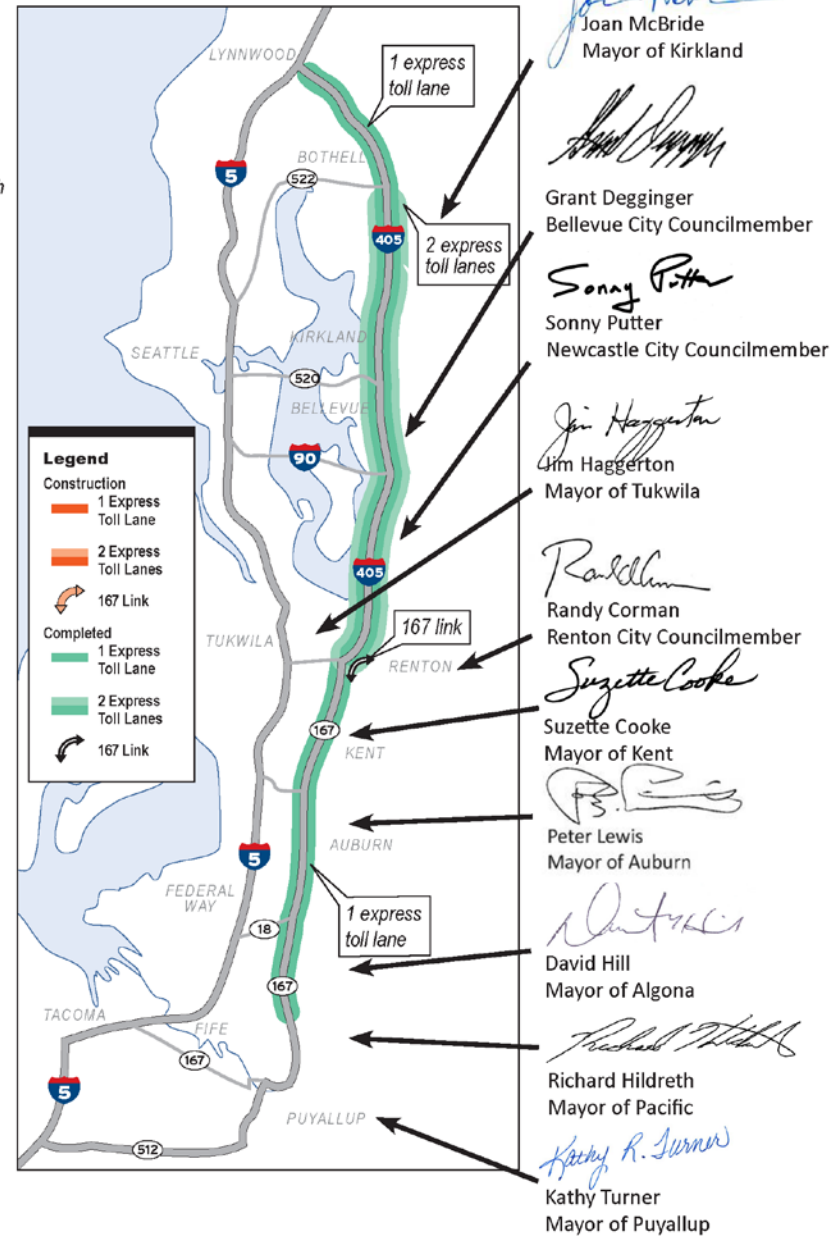 Joan McBride
Mayor of Kirkland
Grant Degginger
Bellevue City Councilmember
Sonny Putter
Sonny Putter
Newcastle City Councilmember
Jim Haggerton
Jim Haggerton
Mayor of Tukwila
Randy Corman
Renton City Councilmember
Suzette Cooke
Suzette Cooke
Mayor of Kent
Peter Lewis
Mayor of Auburn
David Hill
Mayor of Algona
Richard Hildreth
Mayor of Pacific
Kathy R. Turner
Kathy Turner
Mayor of Puyallup
LYNNWOOD
1 express
toll lane
BOTHELL
5
522
405
2 express
toll lanes
KIRKLAND
SEATTLE
520
BELLEVUE
90
405
TUKWILA
167 link
RENTON
167
KENT
AUBURN
5
FEDERAL
WAY
1 express
toll lane
18
167
TACOMA
FIFE
167
5
PUYALLUP
512
Legend
Construction
1 Express
Toll Lane
2 Express
Toll Lanes
167 Link
Completed
1 Express
Toll Lane
2 Express
Toll Lanes
167 Link